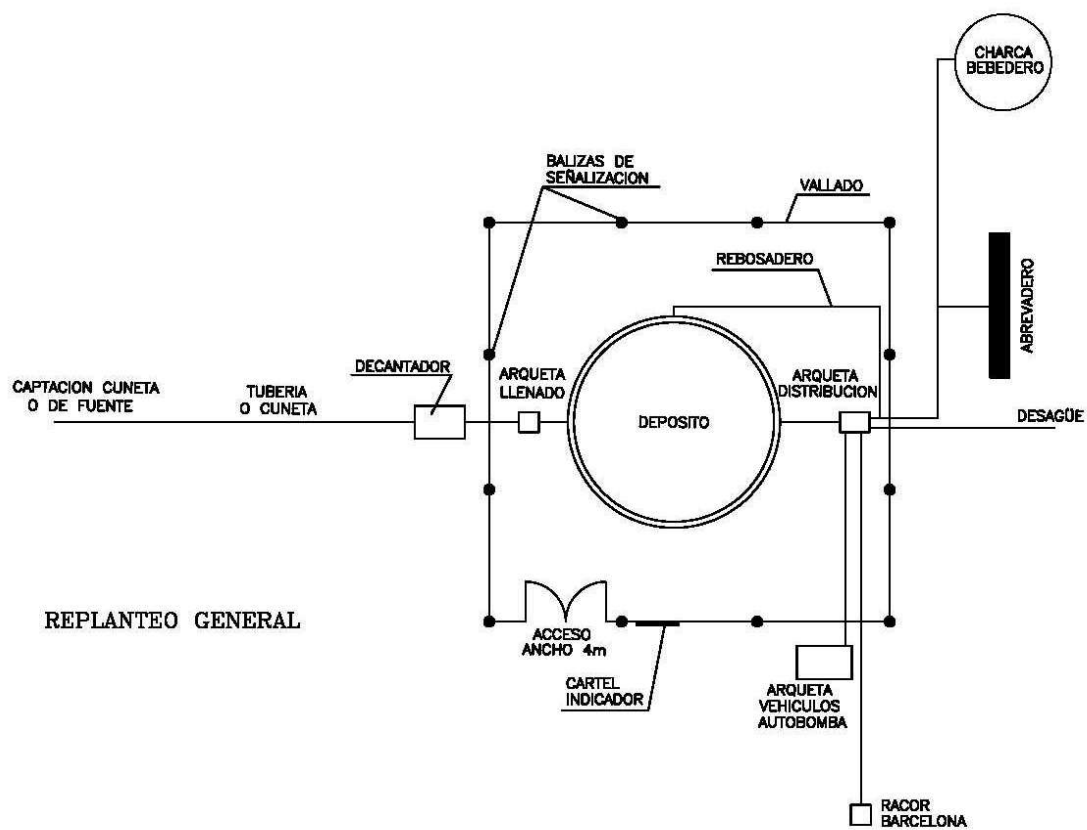 CHARCA
BEBEDERO
BALIZAS DE
SEÑALIZACION
VALLADO
REBOSADERO
ABREVADERO
DECANTADOR
ARQUETA
LLENADO
ARQUETA
DISTRIBUCION
CAPTACION CUNETA
O DE FUENTE
TUBERIA
O CUNETA
DEPOSITO
DESAGÜE
REPLANTEO GENERAL
ACCESO
ANCHO 4m
CARTEL
INDICADOR
ARQUETA
VEHICULOS
AUTOBOMBA
RACOR
BARCELONA